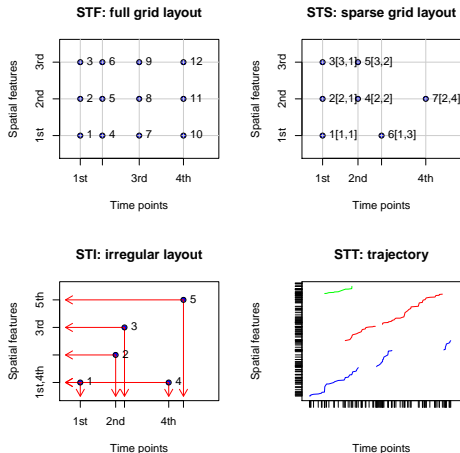 STF: full grid layout
Spatial features
3rd
2nd
1st
3 6 9 12
2 5 8 11
1 4 7 10
1st 3rd 4th
Time points
STS: sparse grid layout
Spatial features
3rd
2nd
1st
3[3,1] 5[3,2]
2[2,1] 4[2,2] 7[2,4]
1[1,1] 6[1,3]
1st 2nd 4th
Time points
STI: irregular layout
Spatial features
5th
3rd
1st,4th
5
3
2
1 4
1st 2nd 4th
Time points
STT: trajectory
Spatial features
Time points